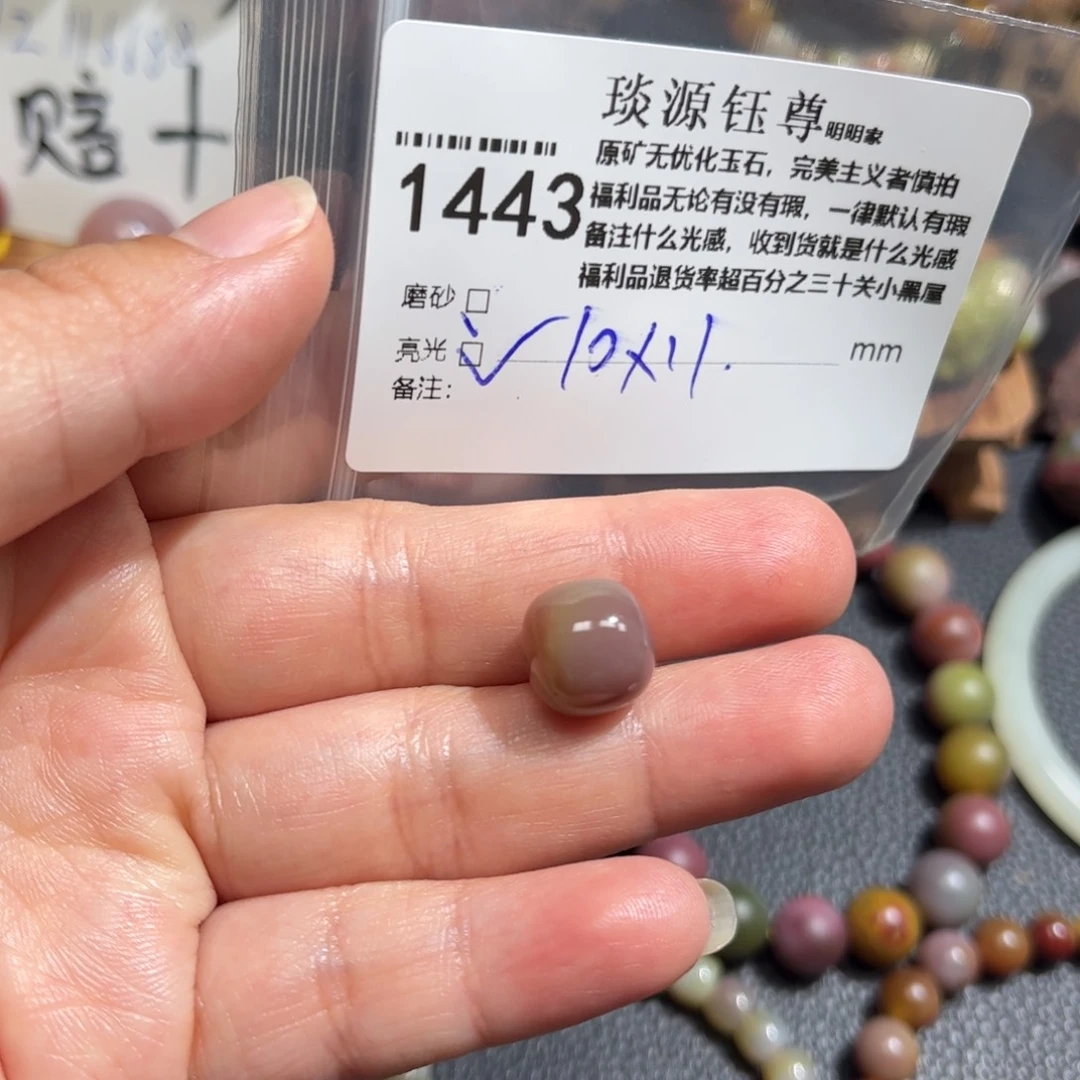 赔十
琰源钰尊明明家
原矿无优化玉石，完美主义者慎拍
1443
福利品无论有没有瑕，一律默认有瑕
备注什么光感，收到货就是什么光感
福利品退货率超百分之三十关小黑屋
磨砂□
亮光□✓10×11. mm
备注：